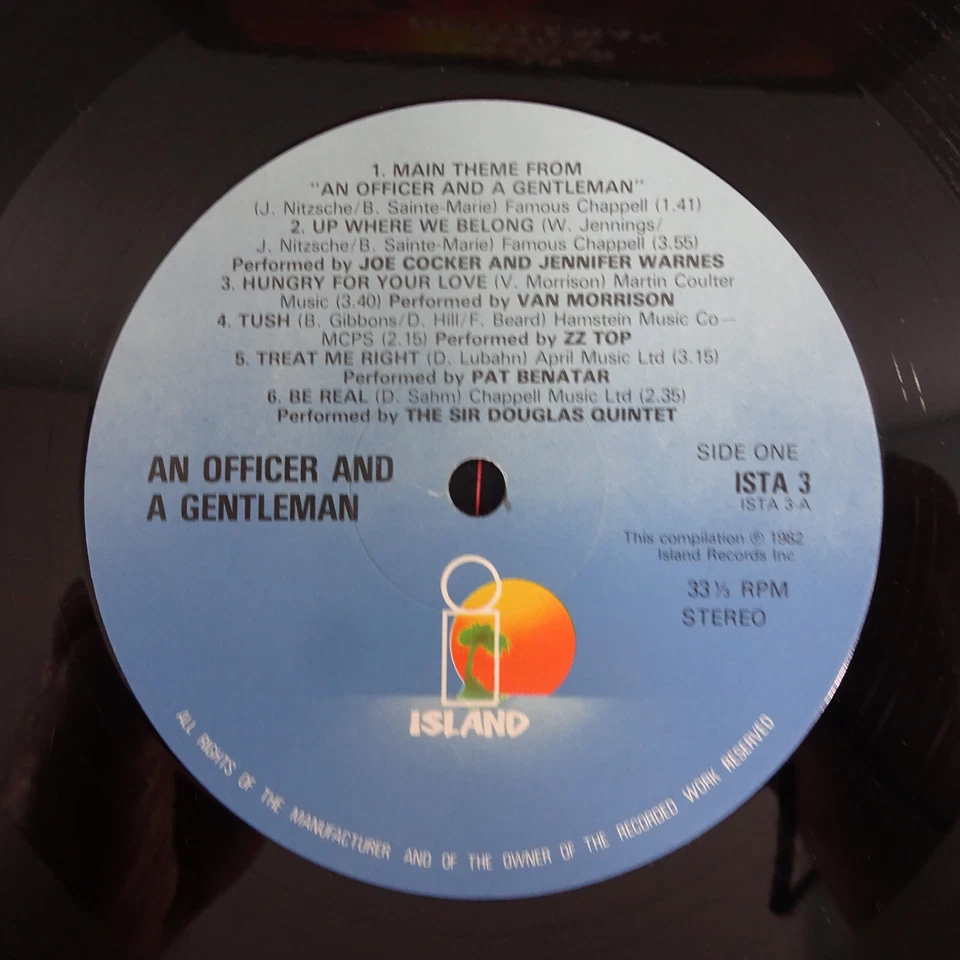 1. MAIN THEME FROM
"AN OFFICER AND A GENTLEMAN"
(J. Nitzsche/B. Sainte-Marie) Famous Chappell (1.41)
2. UP WHERE WE BELONG (W. Jennings/
J. Nitzsche/B. Sainte-Marie) Famous Chappell (3.55)
Performed by JOE COCKER AND JENNIFER WARNES
3. HUNGRY FOR YOUR LOVE (V. Morrison) Martin Coulter
Music (3.40) Performed by VAN MORRISON
4. TUSH (B. Gibbons/D. Hill/F. Beard) Hamstein Music Co—
MCPS (2.15) Performed by ZZ TOP
5. TREAT ME RIGHT (D. Lubahn) April Music Ltd (3.15)
Performed by PAT BENATAR
6. BE REAL (D. Sahm) Chappell Music Ltd (2.35)
Performed by THE SIR DOUGLAS QUINTET
AN OFFICER AND
A GENTLEMAN
SIDE ONE
ISTA 3
ISTA 3-A
This compilation ℗ 1982
Island Records Inc
33⅓ RPM
STEREO
i
ISLAND
ALL RIGHTS OF THE MANUFACTURER AND OF THE OWNER OF THE RECORDED WORK RESERVED